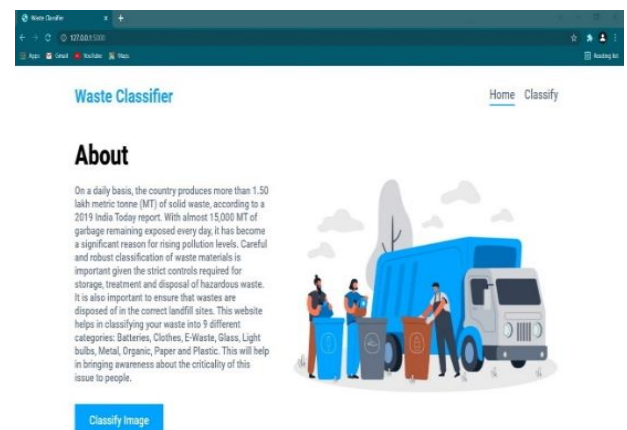 Waste Classifier
127.0.0.1:5000
Apps Gmail YouTube Maps
Reading list
Waste Classifier
Home Classify
About
On a daily basis, the country produces more than 1.50
lakh metric tonne (MT) of solid waste, according to a
2019 India Today report. With almost 15,000 MT of
garbage remaining exposed every day, it has become
a significant reason for rising pollution levels. Careful
and robust classification of waste materials is
important given the strict controls required for
storage, treatment and disposal of hazardous waste.
It is also important to ensure that wastes are
disposed of in the correct landfill sites. This website
helps in classifying your waste into 9 different
categories: Batteries, Clothes, E-Waste, Glass, Light
bulbs, Metal, Organic, Paper and Plastic. This will help
in bringing awareness about the criticality of this
issue to people.
Classify Image